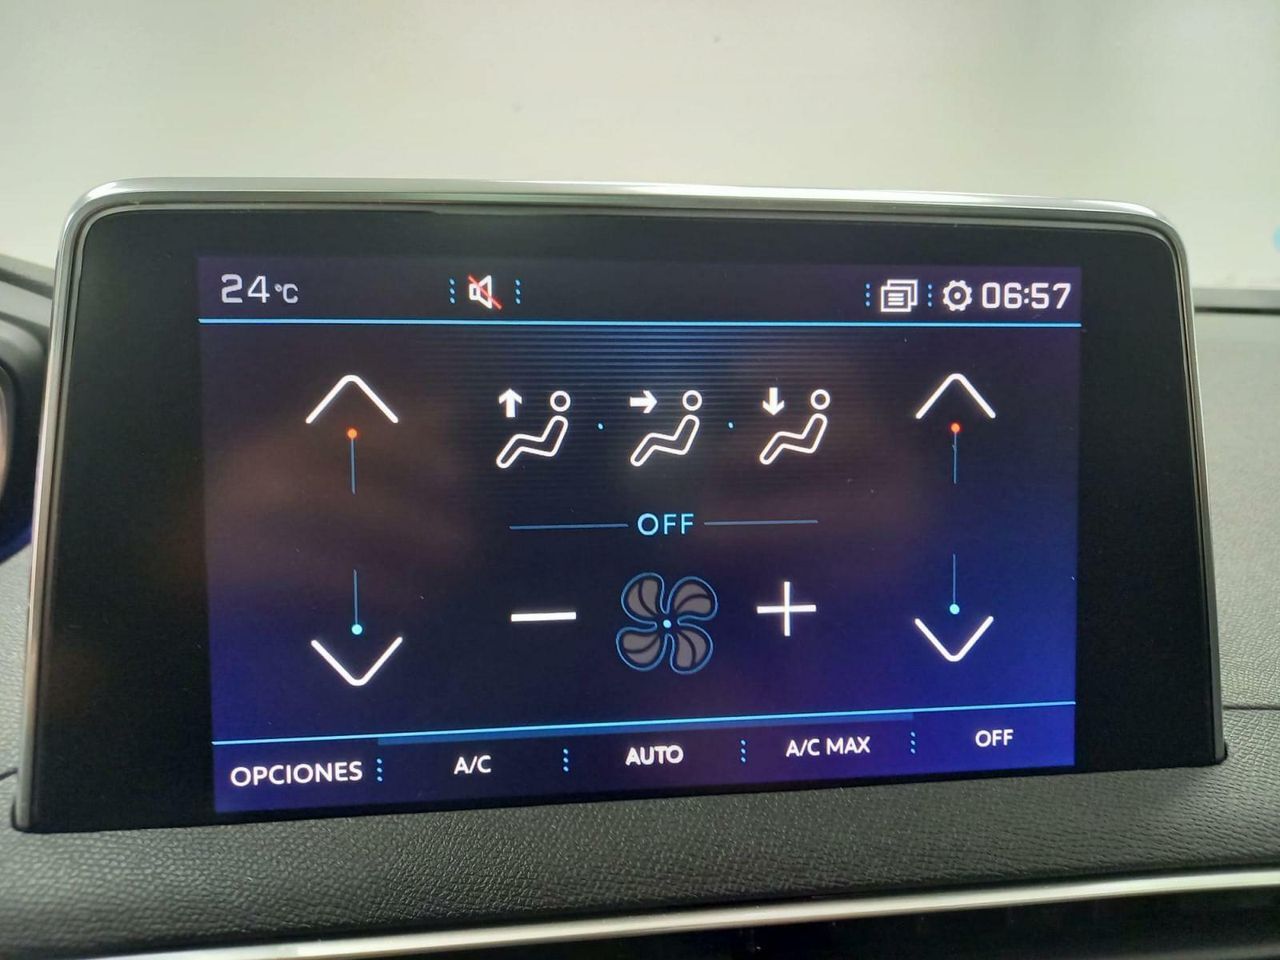 24°C
06:57
OFF
OPCIONES
A/C
AUTO
A/C MAX
OFF